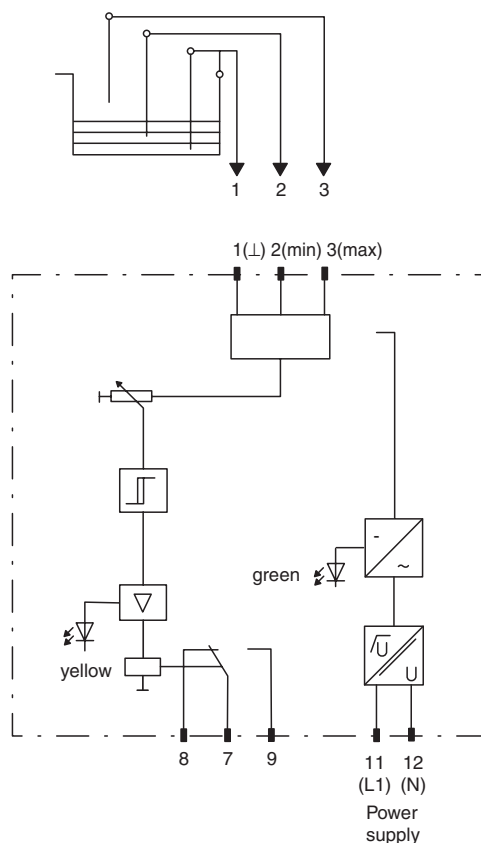 1 2 3
1(⊥) 2(min) 3(max)
-
~
green
yellow
U
U
8 7 9 11 12
(L1) (N)
Power
supply